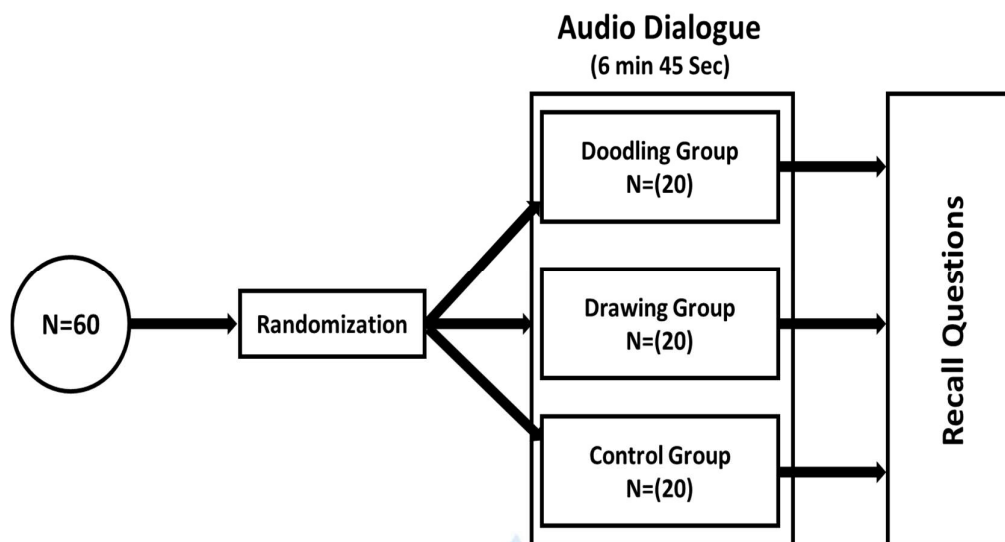 Audio Dialogue
(6 min 45 Sec)
N=60
Randomization
Doodling Group
N=(20)
Drawing Group
N=(20)
Control Group
N=(20)
Recall Questions